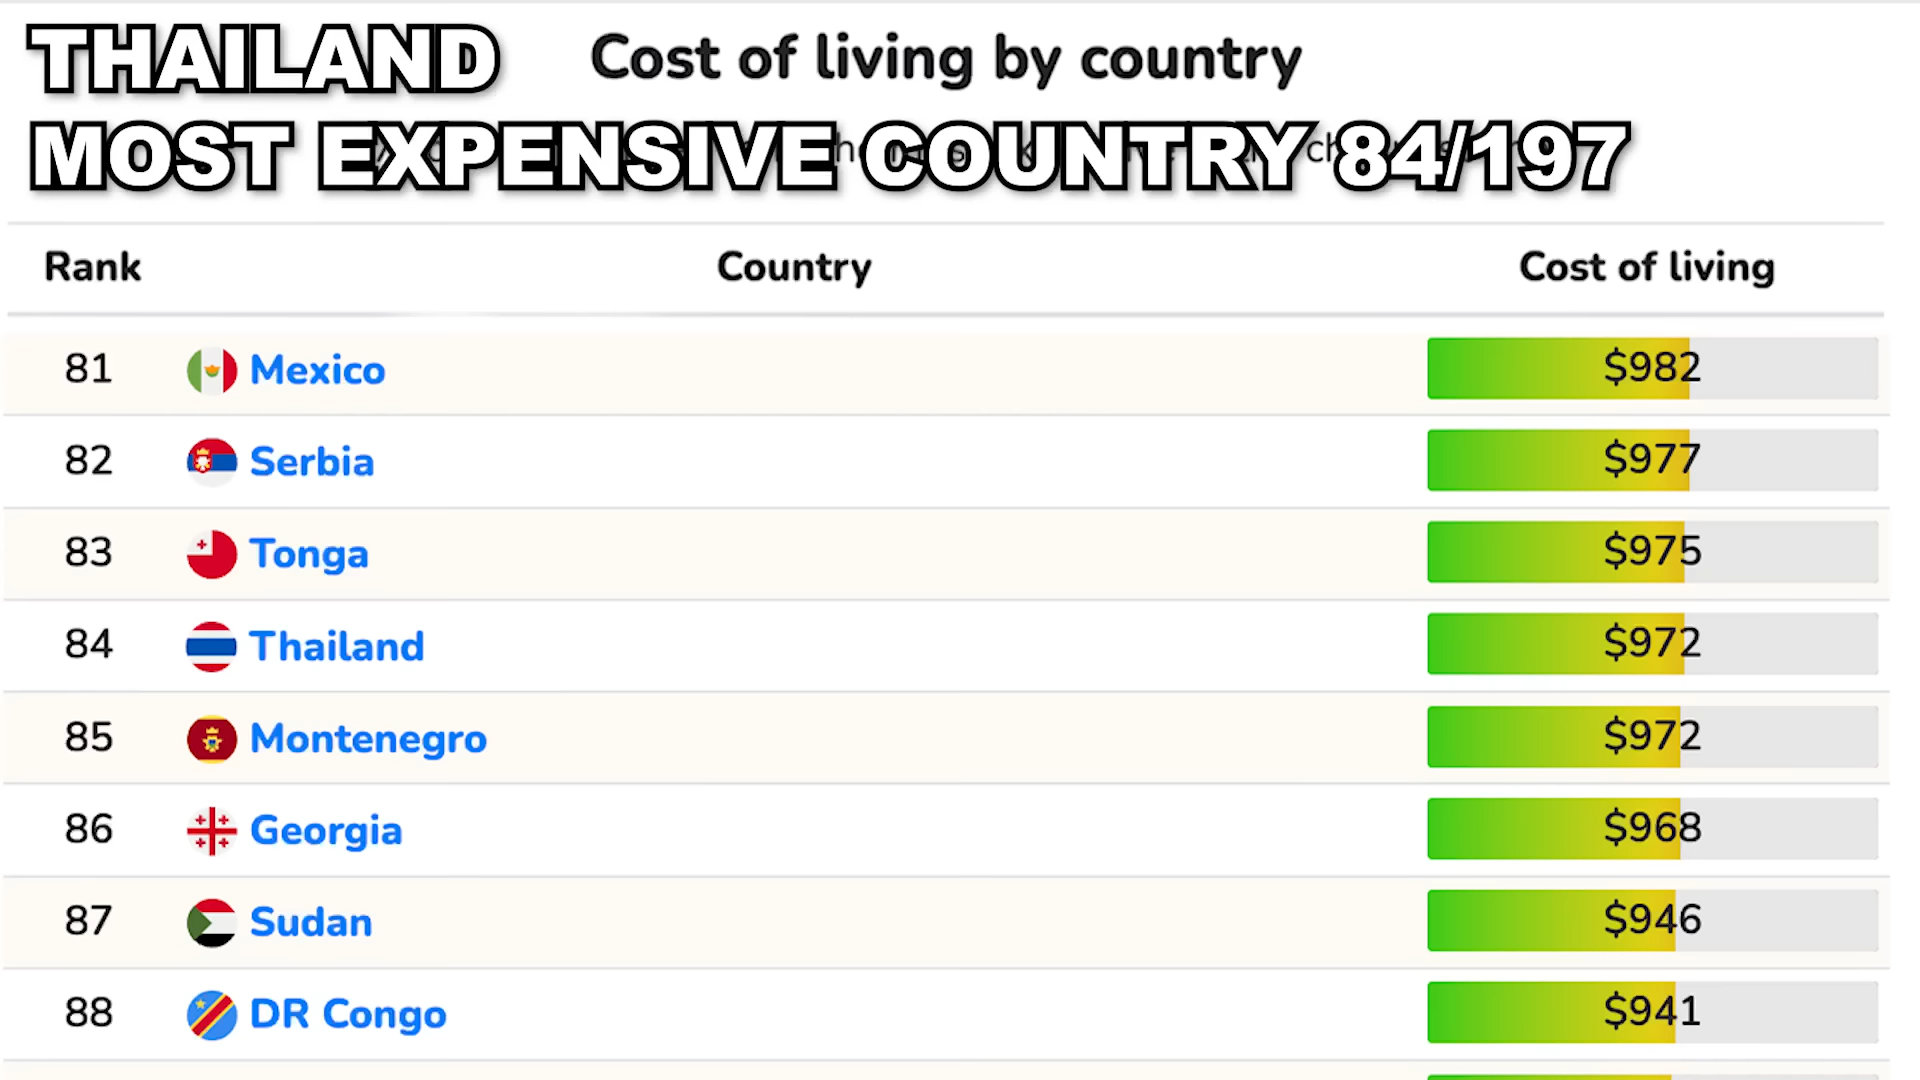 THAILAND
Cost of living by country
MOST EXPENSIVE COUNTRY 84/197
Rank Country Cost of living
81 Mexico $982
82 Serbia $977
83 Tonga $975
84 Thailand $972
85 Montenegro $972
86 Georgia $968
87 Sudan $946
88 DR Congo $941